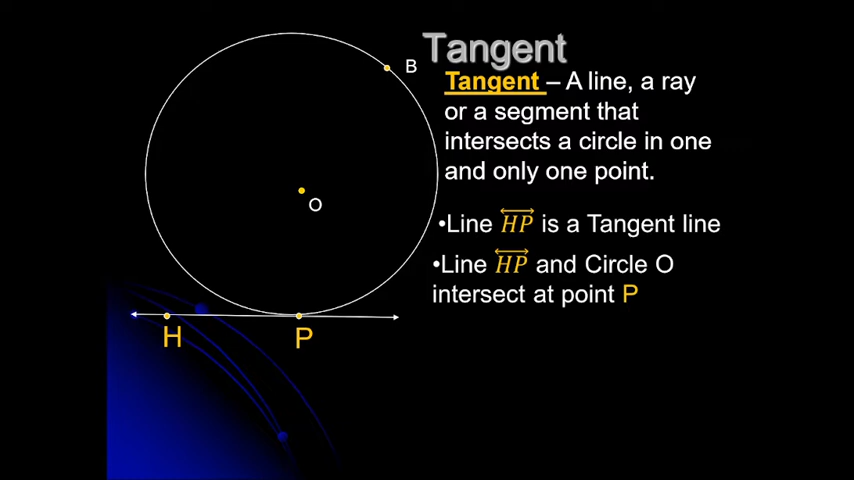 Tangent
Tangent – A line, a ray
or a segment that
intersects a circle in one
and only one point.
•Line HP is a Tangent line
•Line HP and Circle O
intersect at point P
B
O
H
P